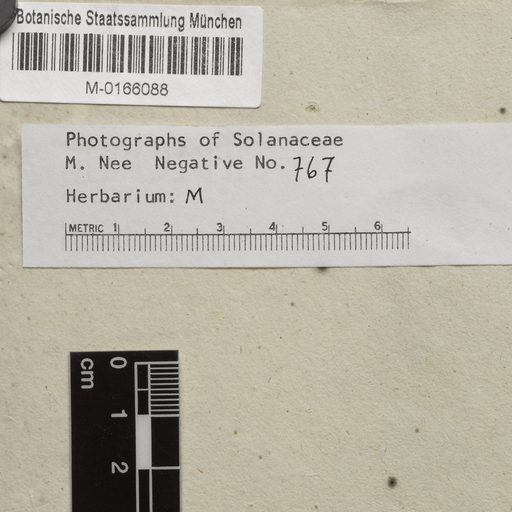 Botanische Staatssammlung München
M-0166088
Photographs of Solanaceae
M. Nee Negative No. 767
Herbarium: M
METRIC 1 2 3 4 5 6
cm 0 1 2